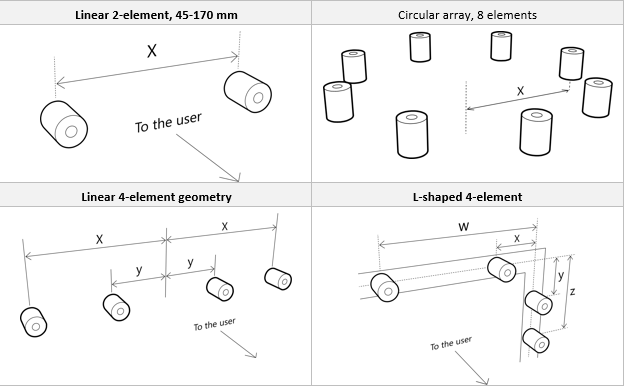 Linear 2-element, 45-170 mm
Circular array, 8 elements
X
To the user
X
Linear 4-element geometry
L-shaped 4-element
X
X
y
y
To the user
W
X
y
z
To the user